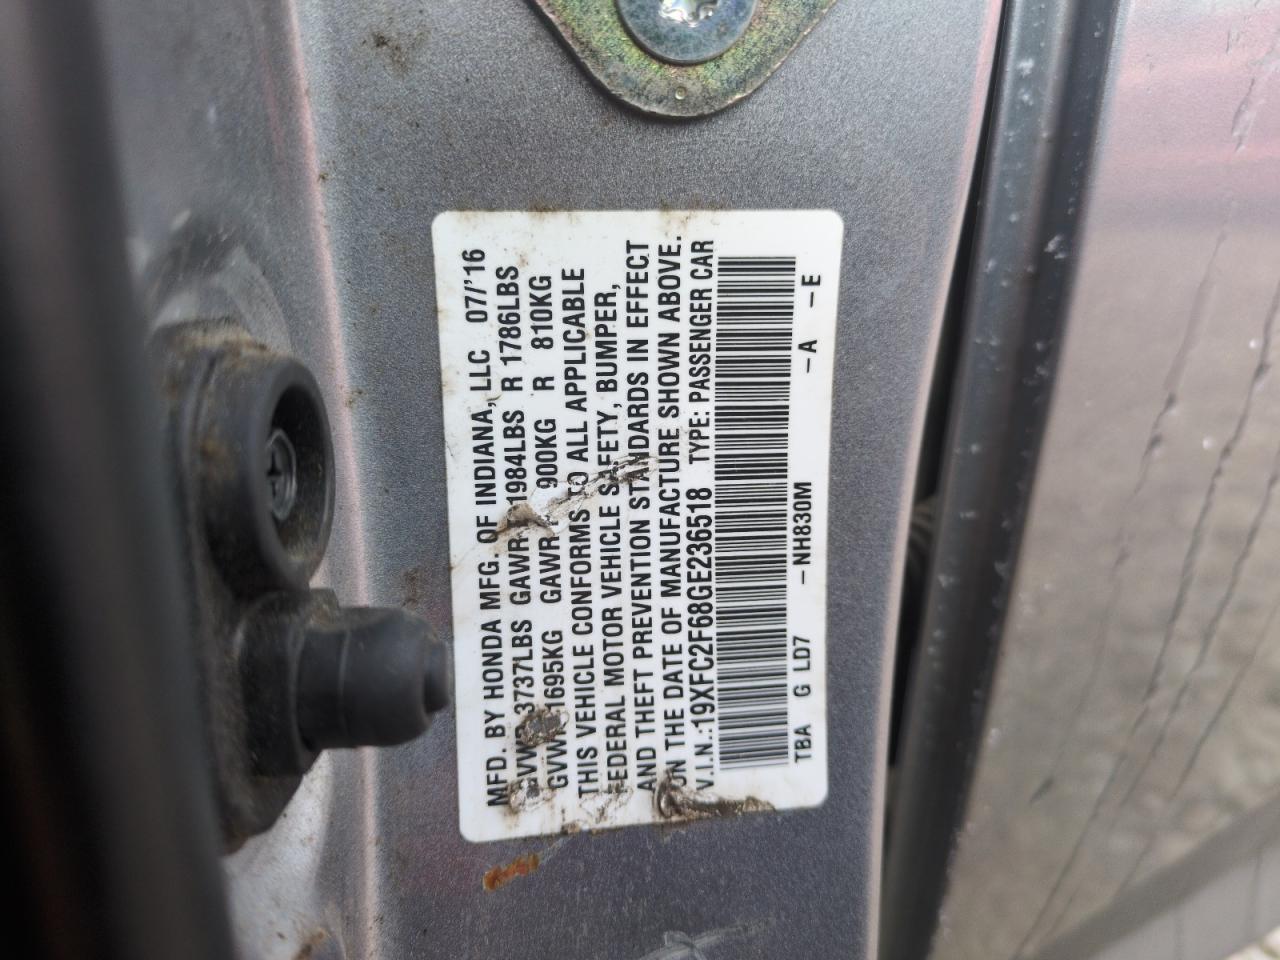 MFD. BY HONDA MFG. OF INDIANA, LLC 07/'16
3737LBS GAWR 1984LBS R 1786LBS
GVWR 1695KG GAWR 900KG R 810KG
THIS VEHICLE CONFORMS TO ALL APPLICABLE
FEDERAL MOTOR VEHICLE SAFETY, BUMPER,
AND THEFT PREVENTION STANDARDS IN EFFECT
ON THE DATE OF MANUFACTURE SHOWN ABOVE.
V.I.N.:19XFC2F68GE236518 TYPE: PASSENGER CAR
TBA G LD7 –NH830M –A –E